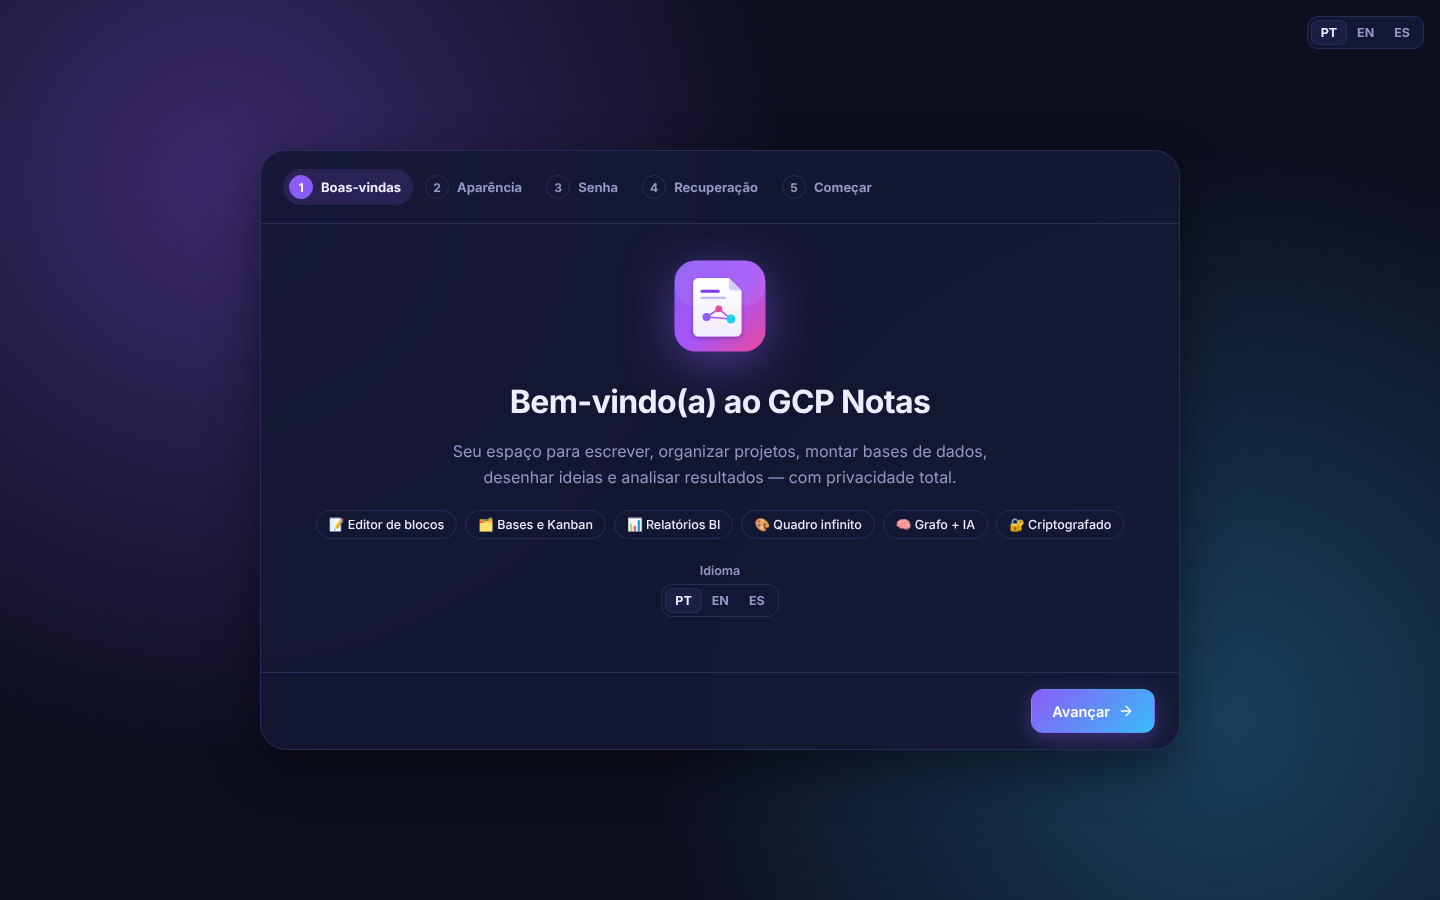 PT EN ES
1 Boas-vindas 2 Aparência 3 Senha 4 Recuperação 5 Começar
Bem-vindo(a) ao GCP Notas
Seu espaço para escrever, organizar projetos, montar bases de dados,
desenhar ideias e analisar resultados — com privacidade total.
📝 Editor de blocos 🗂️ Bases e Kanban 📊 Relatórios BI 🎨 Quadro infinito 🧠 Grafo + IA 🔐 Criptografado
Idioma
PT EN ES
Avançar →